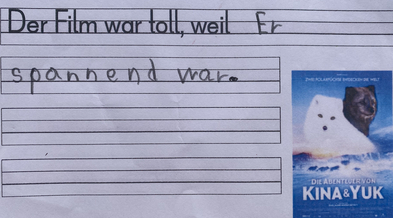 Der Film war toll, weil Er
spannend war.
DIE ABENTEUER VON
KINA & YUK